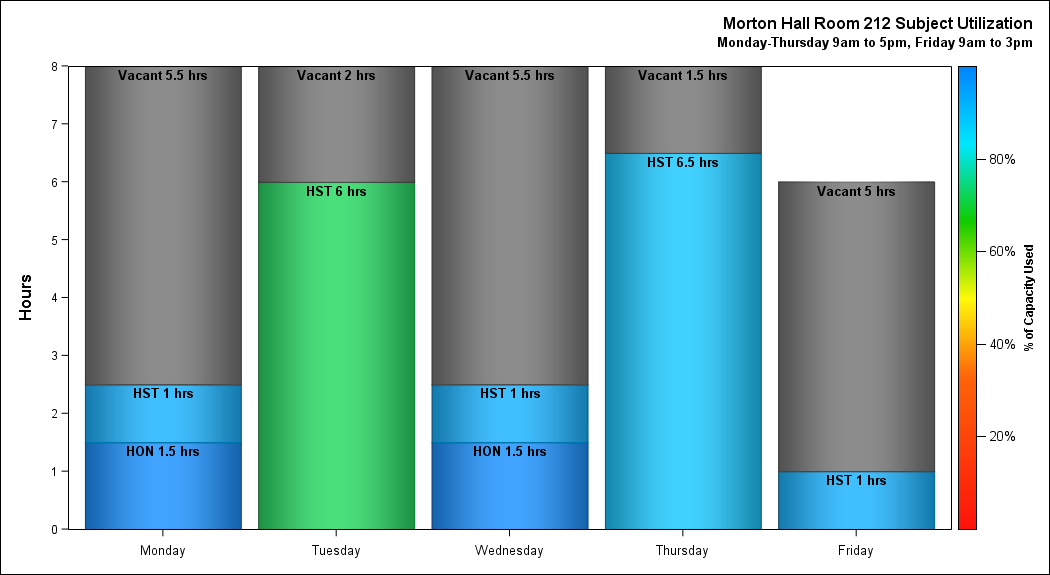 Morton Hall Room 212 Subject Utilization
Monday-Thursday 9am to 5pm, Friday 9am to 3pm
Hours
8
7
6
5
4
3
2
1
0
Vacant 5.5 hrs
HST 1 hrs
HON 1.5 hrs
Vacant 2 hrs
HST 6 hrs
Vacant 5.5 hrs
HST 1 hrs
HON 1.5 hrs
Vacant 1.5 hrs
HST 6.5 hrs
Vacant 5 hrs
HST 1 hrs
Monday
Tuesday
Wednesday
Thursday
Friday
80%
60%
40%
20%
% of Capacity Used